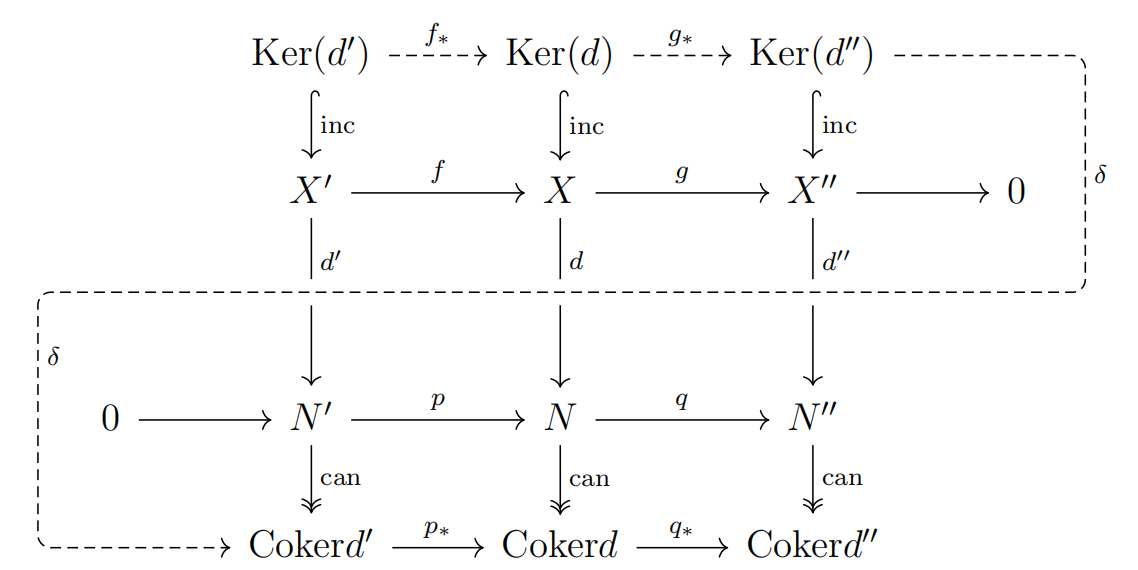 Ker(d′) f* Ker(d) g* Ker(d″)
inc inc inc
X′ f X g X″ 0
δ
d′ d d″
δ
0 N′ p N q N″
can can can
Cokerd′ p* Cokerd q* Cokerd″